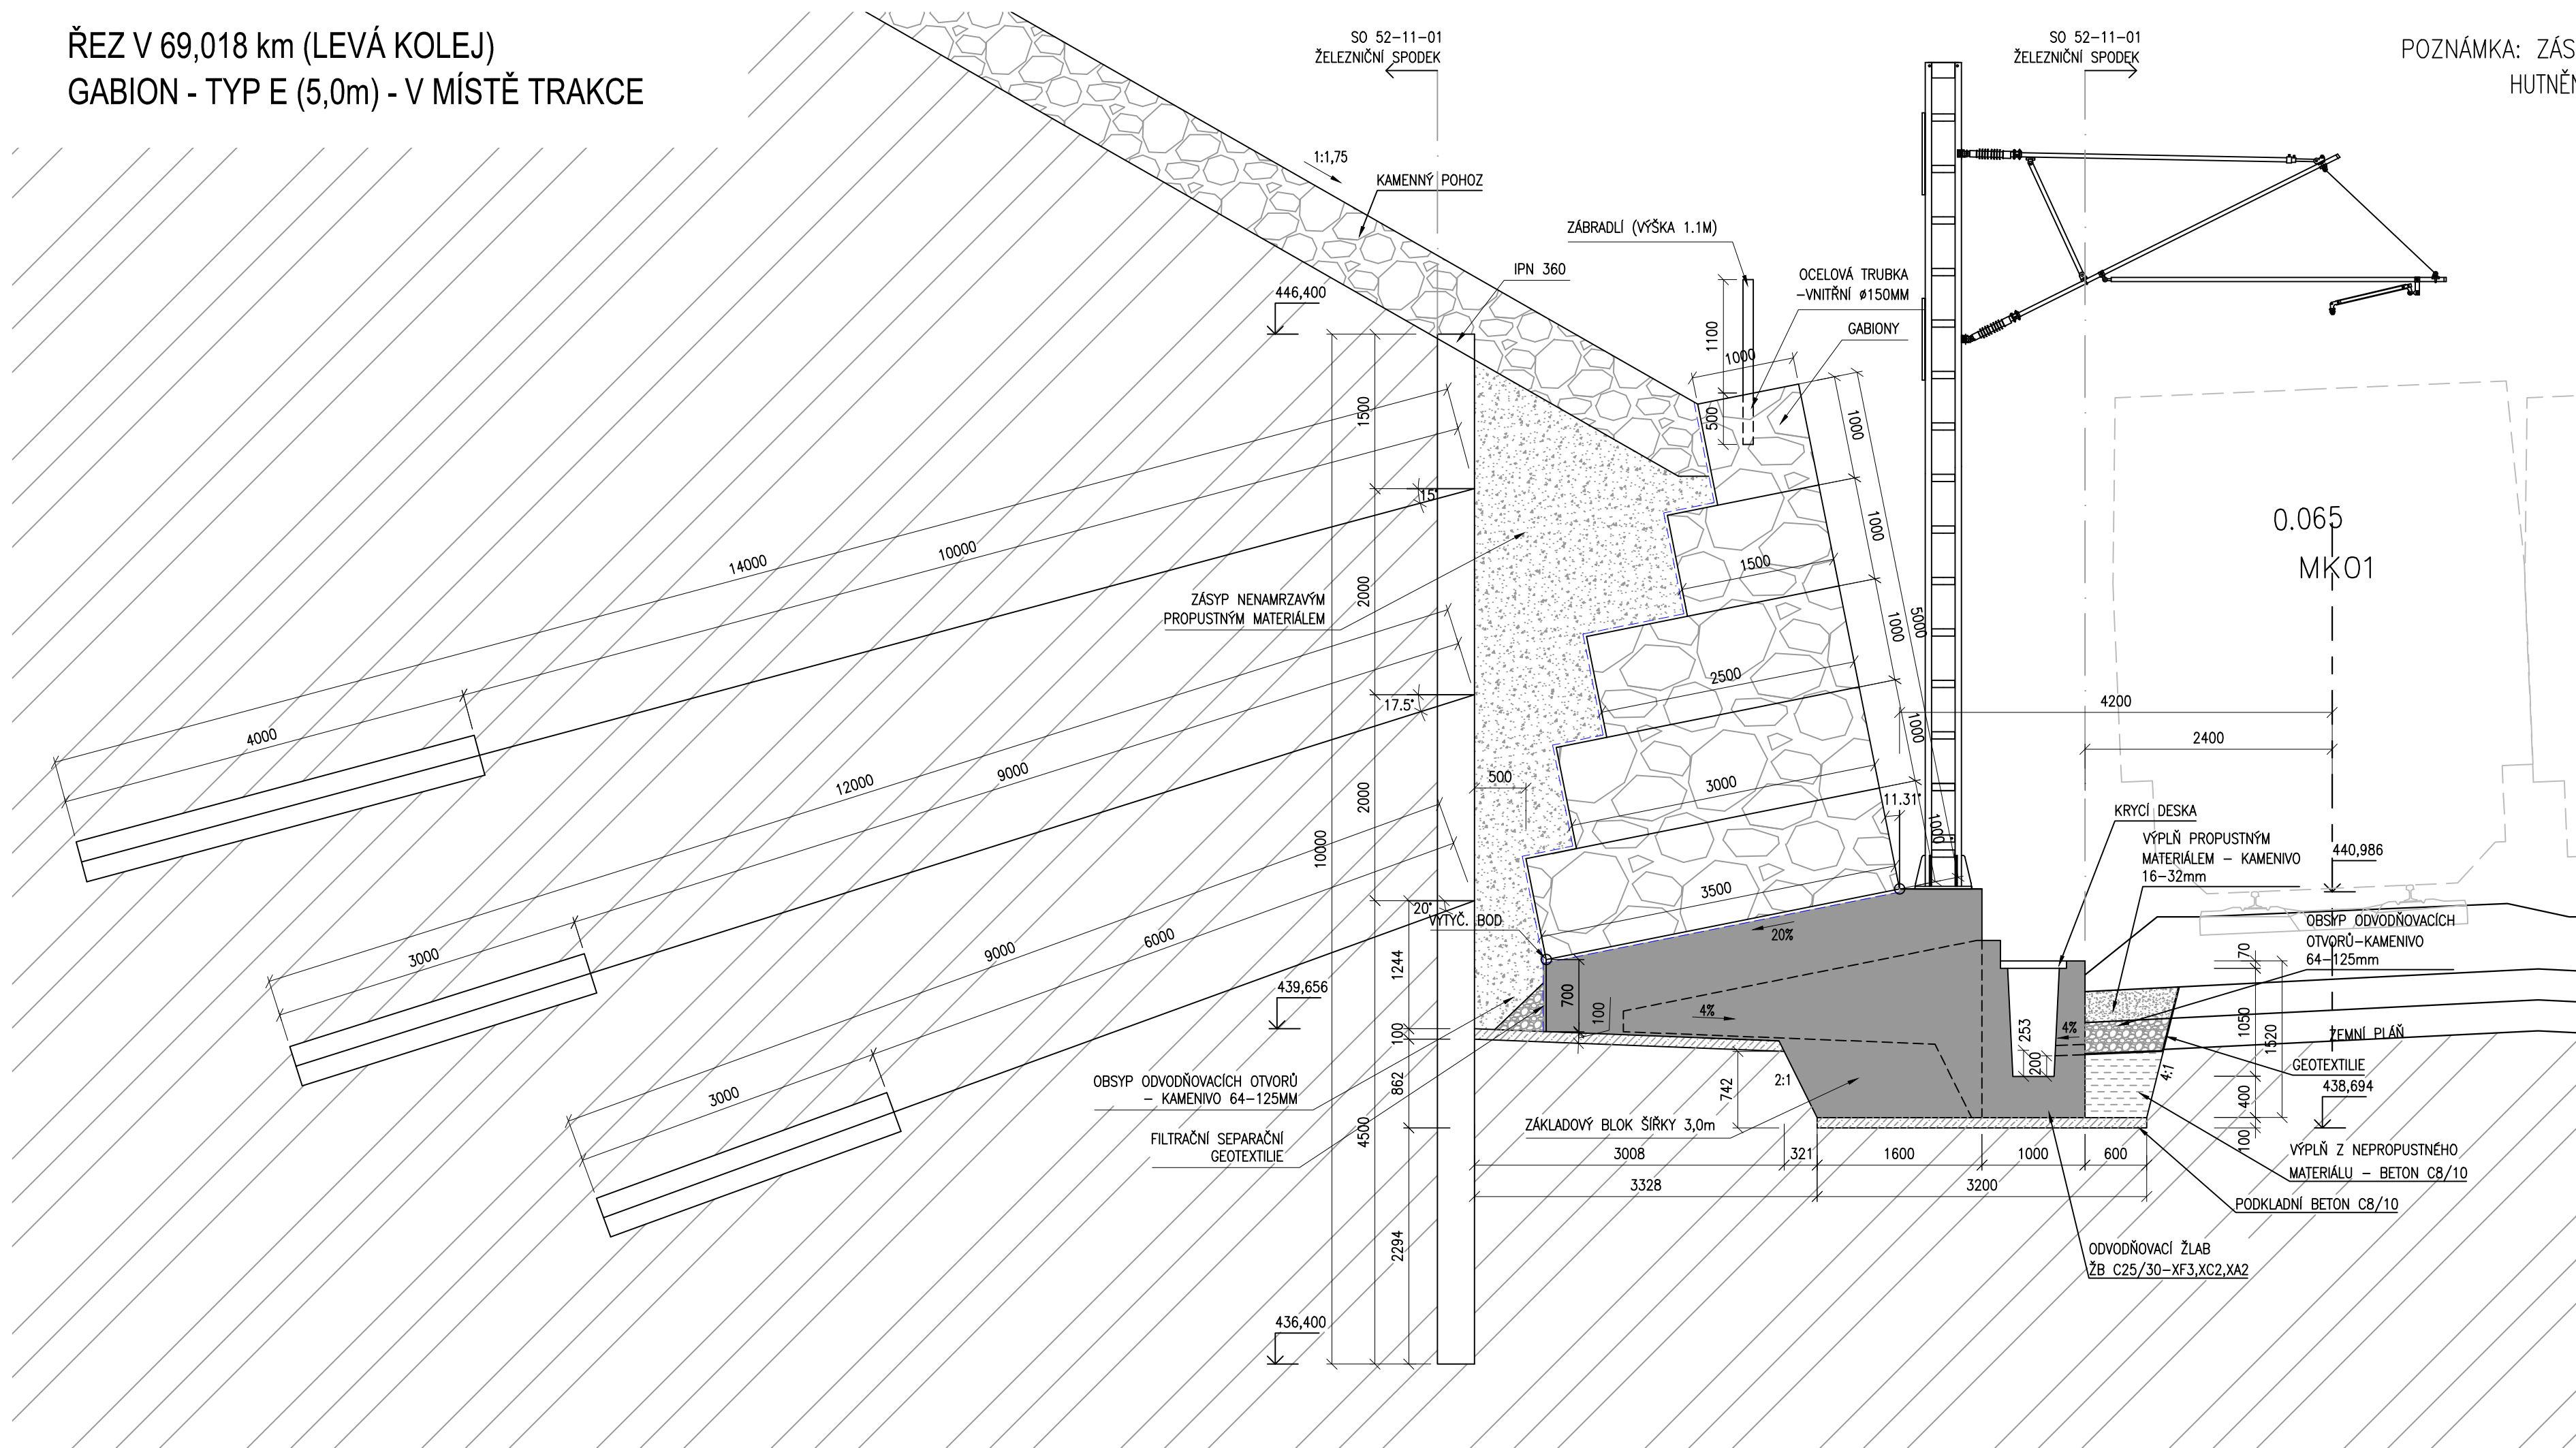 ŘEZ V 69,018 km (LEVÁ KOLEJ)
GABION - TYP E (5,0m) - V MÍSTĚ TRAKCE
SO 52-11-01
ŽELEZNIČNÍ SPODEK
SO 52-11-01
ŽELEZNIČNÍ SPODEK
POZNÁMKA: ZÁS
HUTNĚN
1:1,75
KAMENNÝ POHOZ
ZÁBRADLÍ (VÝŠKA 1.1M)
IPN 360
OCELOVÁ TRUBKA
-VNITŘNÍ ø150MM
GABIONY
446,400
1100
1000
500
1500
15°
1000
1000
1500
14000
10000
0.065
MK01
ZÁSYP NENAMRZAVÝM
PROPUSTNÝM MATERIÁLEM
2000
1000
5000
2500
17.5°
4000
4200
1000
2400
12000
9000
500
3000
2000
11.31°
1000
10000
KRYCÍ DESKA
VÝPLŇ PROPUSTNÝM
MATERIÁLEM - KAMENIVO
16-32mm
440,986
3500
20°
VYTYČ. BOD
20%
OBSYP ODVODŇOVACÍCH
OTVORŮ-KAMENIVO
64-125mm
3000
9000
6000
1244
439,656
700
100
4%
253
200
4%
70
1050
1520
ZEMNÍ PLÁŇ
GEOTEXTILIE
100
862
742
2:1
4:1
438,694
400
100
3000
OBSYP ODVODŇOVACÍCH OTVORŮ
- KAMENIVO 64-125MM
ZÁKLADOVÝ BLOK ŠÍŘKY 3,0m
FILTRAČNÍ SEPARAČNÍ
GEOTEXTILIE
4500
3008
321
1600
1000
600
VÝPLŇ Z NEPROPUSTNÉHO
MATERIÁLU - BETON C8/10
3328
3200
PODKLADNÍ BETON C8/10
2294
ODVODŇOVACÍ ŽLAB
ŽB C25/30-XF3,XC2,XA2
436,400